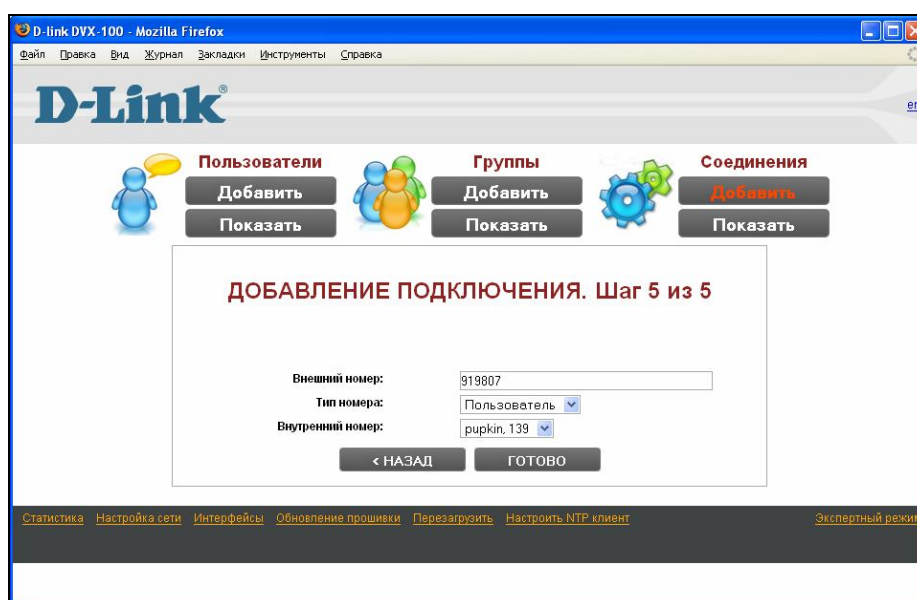 D-link DVX-100 - Mozilla Firefox
Файл Правка Вид Журнал Закладки Инструменты Справка
D-Link®
en
Пользователи Группы Соединения
Добавить Добавить Добавить
Показать Показать Показать
ДОБАВЛЕНИЕ ПОДКЛЮЧЕНИЯ. Шаг 5 из 5
Внешний номер: 919807
Тип номера: Пользователь
Внутренний номер: pupkin, 139
< НАЗАД ГОТОВО
Статистика Настройка сети Интерфейсы Обновление прошивки Перезагрузить Настроить NTP клиент Экспертный режим